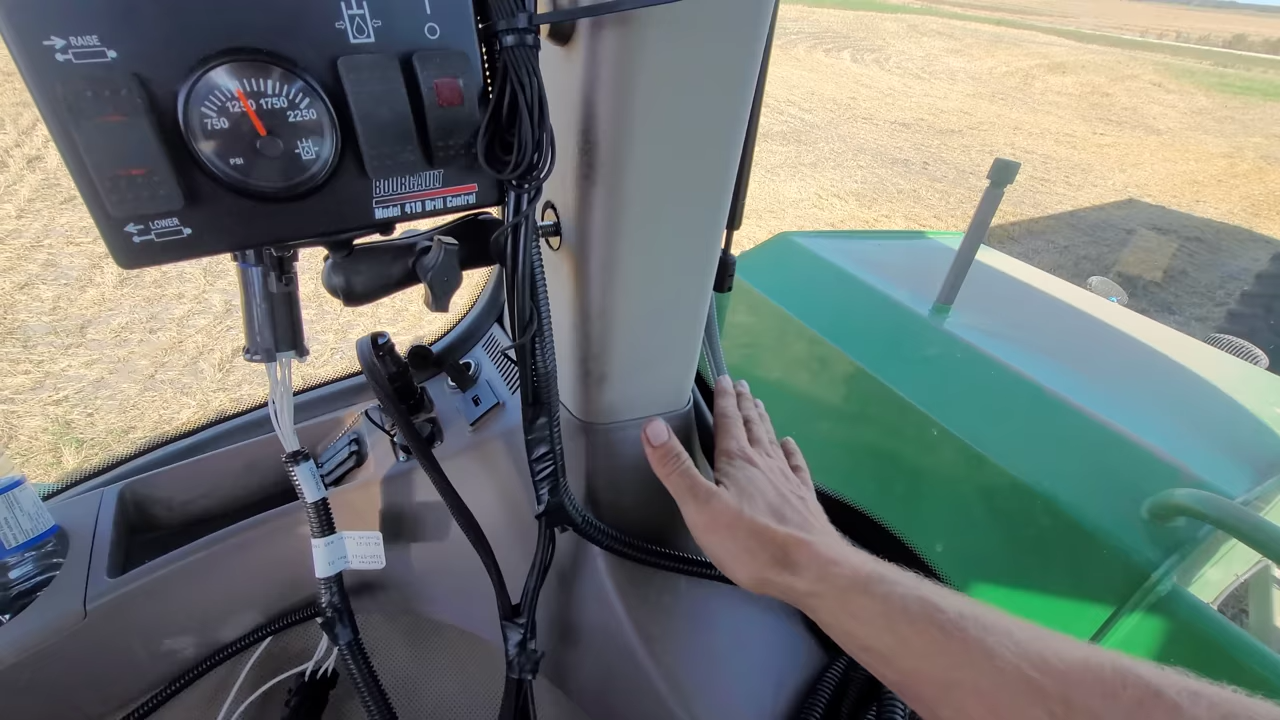 RAISE
1250 1750
750 2250
PSI
BOURGAULT
Model 410 Drill Control
LOWER